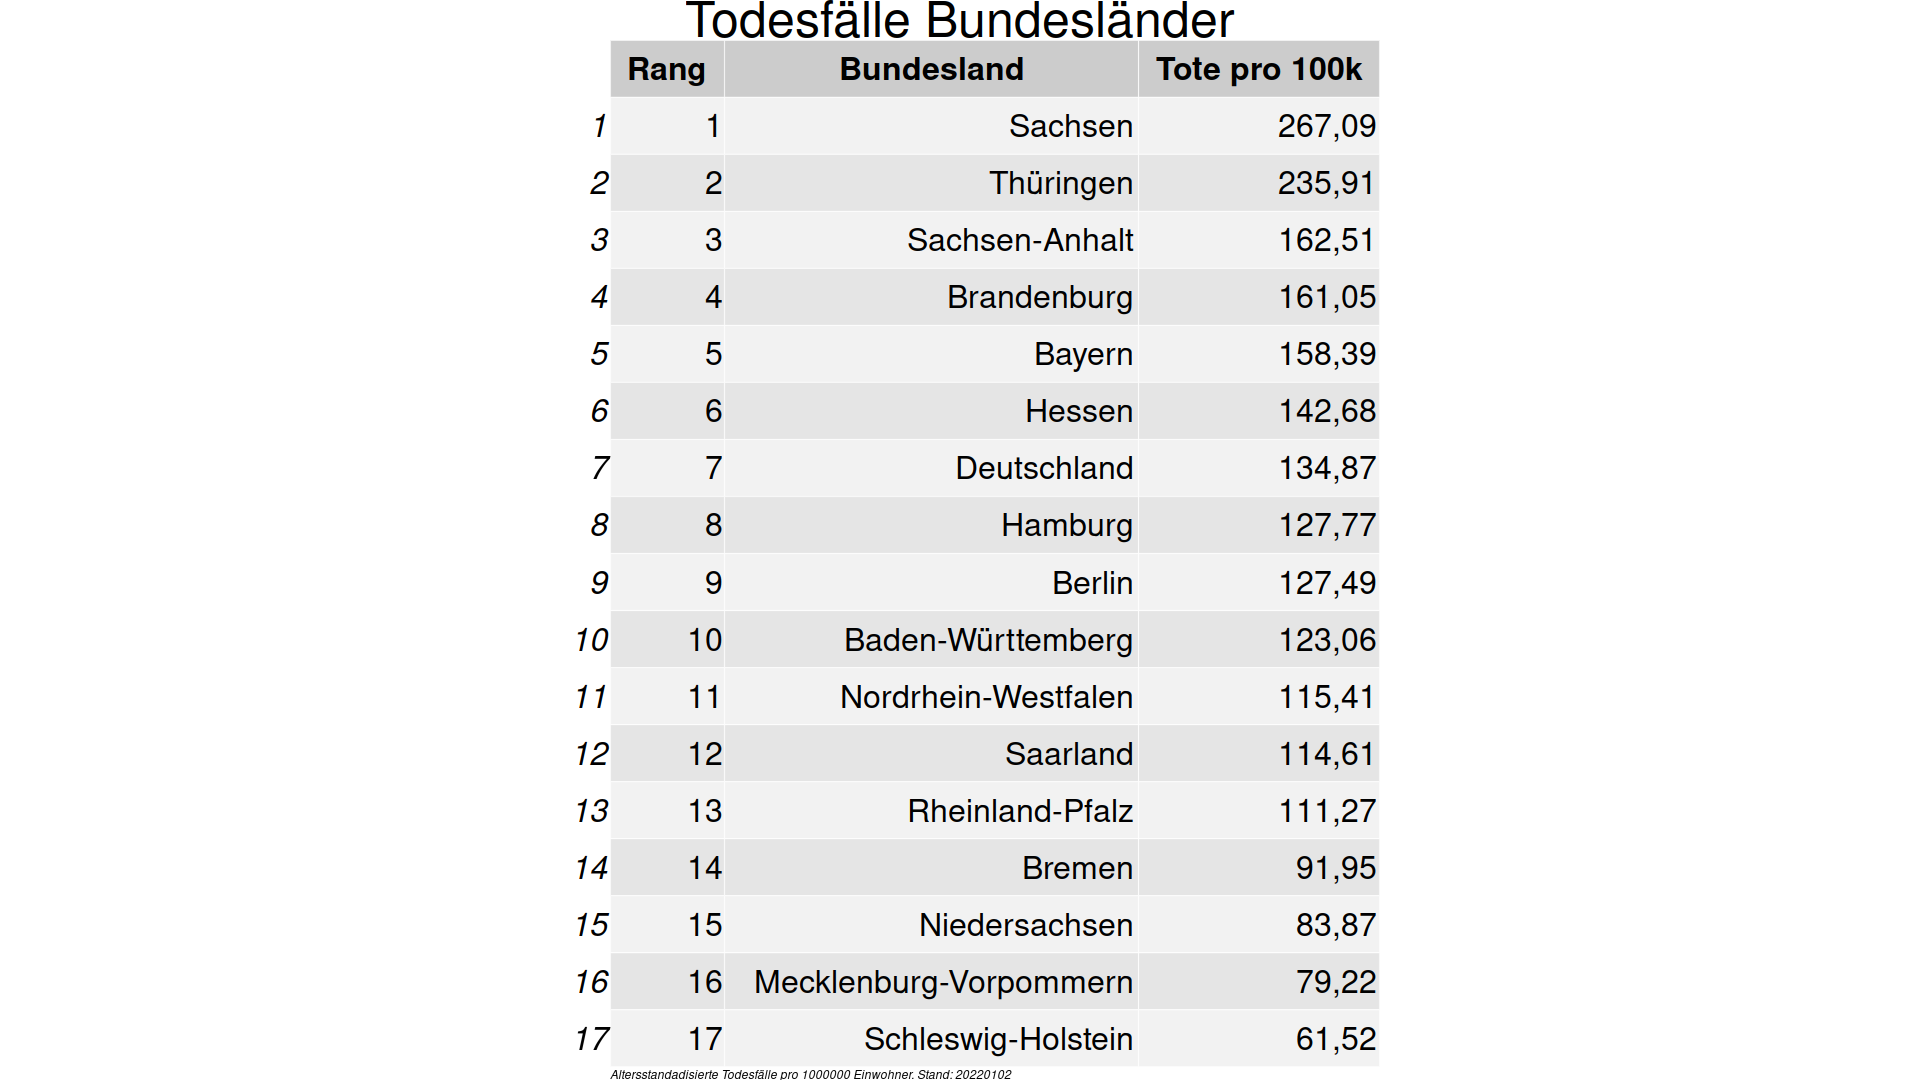 Todesfälle Bundesländer
Rang Bundesland Tote pro 100k
1 1 Sachsen 267,09
2 2 Thüringen 235,91
3 3 Sachsen-Anhalt 162,51
4 4 Brandenburg 161,05
5 5 Bayern 158,39
6 6 Hessen 142,68
7 7 Deutschland 134,87
8 8 Hamburg 127,77
9 9 Berlin 127,49
10 10 Baden-Württemberg 123,06
11 11 Nordrhein-Westfalen 115,41
12 12 Saarland 114,61
13 13 Rheinland-Pfalz 111,27
14 14 Bremen 91,95
15 15 Niedersachsen 83,87
16 16 Mecklenburg-Vorpommern 79,22
17 17 Schleswig-Holstein 61,52
Altersstandadisierte Todesfälle pro 1000000 Einwohner. Stand: 20220102